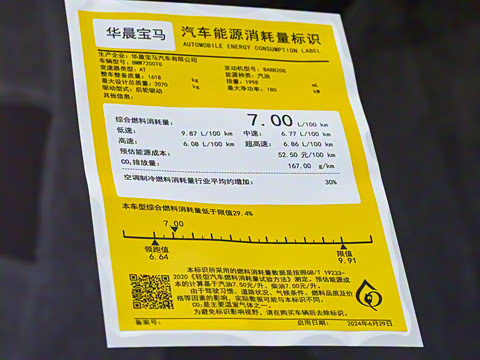 华晨宝马
汽车能源消耗量标识
AUTOMOBILE ENERGY CONSUMPTION LABEL
生产企业：华晨宝马汽车有限公司
车辆型号：BMW7200TG 发动机型号：B48B20G
变速器类型：AT 能源种类：汽油
整车整备质量：1618 kg 排量：1998 mL
最大设计总质量：2070 kg 最大净功率：180 kW
驱动型式：后轮驱动
其他信息：
综合燃料消耗量： 7.00 L/100 km
低速： 9.87 L/100 km 中速： 6.77 L/100 km
高速： 6.08 L/100 km 超高速： 6.86 L/100 km
预估能源成本： 52.50 元/100 km
CO₂排放量： 167.00 g/km
空调制冷燃料消耗量行业平均约增加： 30%
本车型综合燃料消耗量低于限值29.4%
7.00
领跑值 限值
6.64 9.91
本标识所采用的燃料消耗量数据是按照GB/T 19233-
2020《轻型汽车燃料消耗量试验方法》测定。预估能源成
本的计算基于汽油7.50元/升，柴油7.00元/升。
由于驾驶习惯、道路状况、气候条件、燃料品质及价
格等因素的影响，实际数据可能与本标识不同。
CO₂是主要温室气体之一。
为避免标识影响视野，请在购买车辆后去除标识。
备案号： 启用日期： 2024年6月29日